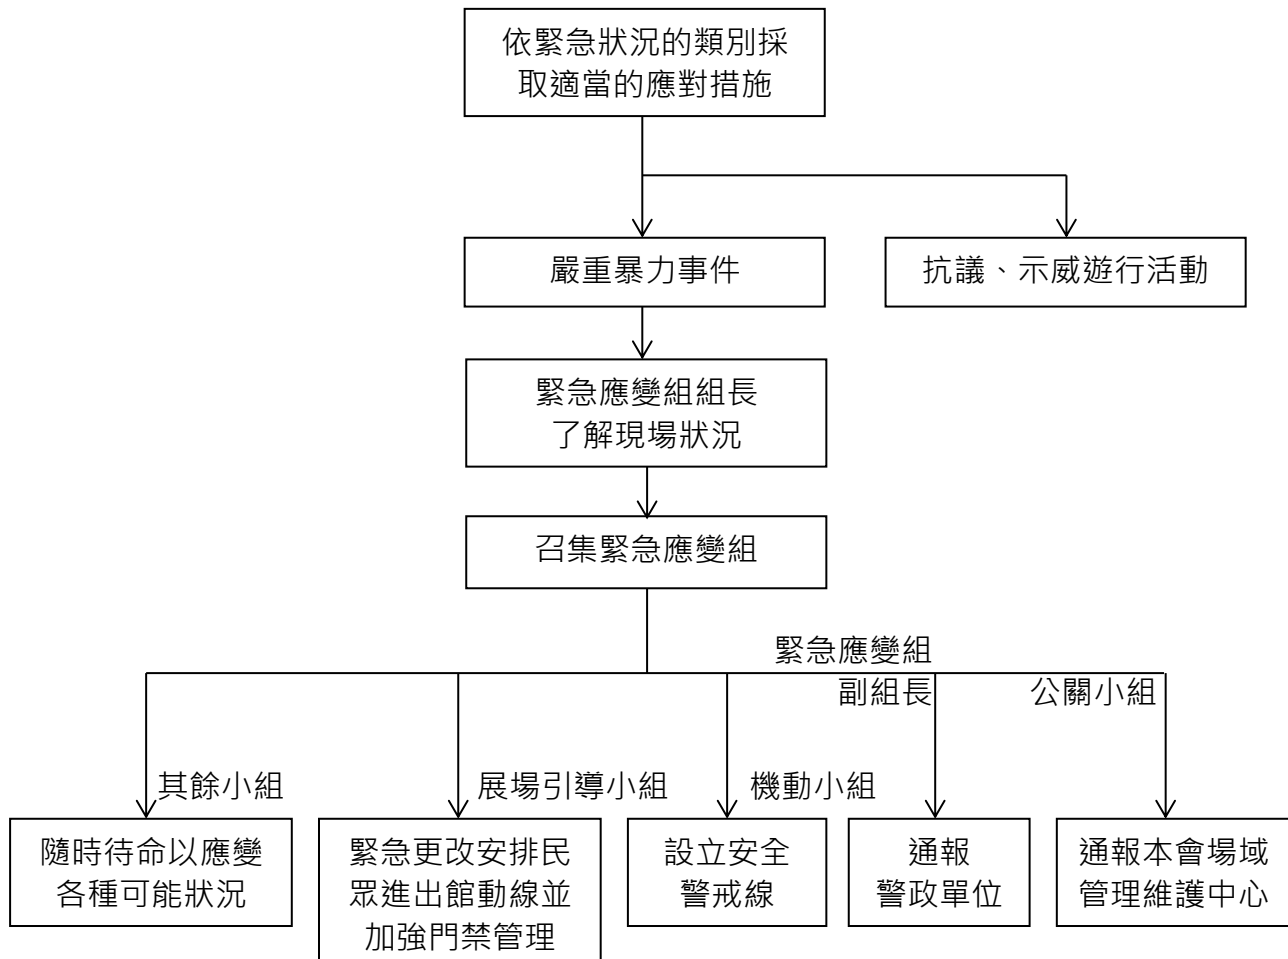 依緊急狀況的類別採
取適當的應對措施
嚴重暴力事件
抗議、示威遊行活動
緊急應變組組長
了解現場狀況
召集緊急應變組
緊急應變組
副組長
公關小組
其餘小組
展場引導小組
機動小組
隨時待命以應變
各種可能狀況
緊急更改安排民
眾進出館動線並
加強門禁管理
設立安全
警戒線
通報
警政單位
通報本會場域
管理維護中心